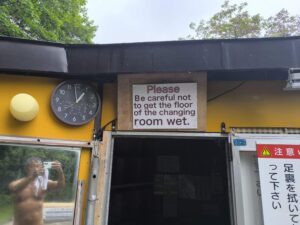 Please
Be careful not
to get the floor
of the changing
room wet.
注意
足裏を拭いて
って下さい